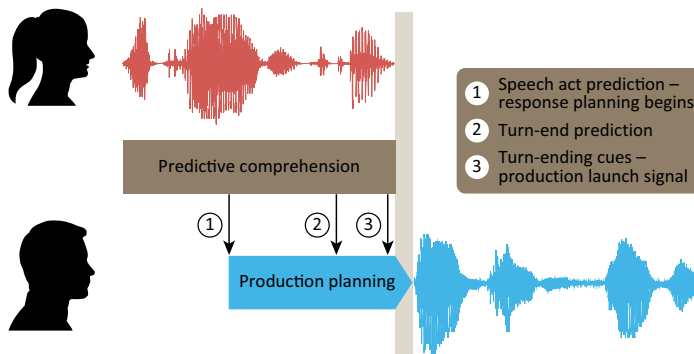 1 Speech act prediction –
response planning begins
2 Turn-end prediction
3 Turn-ending cues –
production launch signal
Predictive comprehension
1 2 3
Production planning